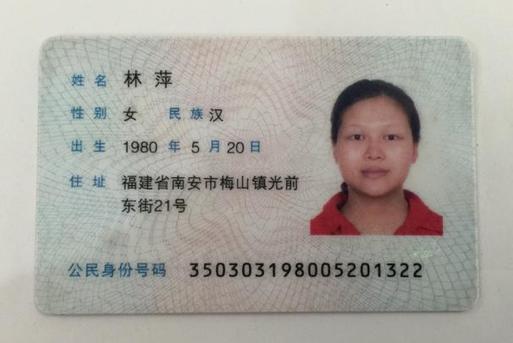 姓名 林萍
性别 女 民族 汉
出生 1980 年 5 月 20 日
住址 福建省南安市梅山镇光前
东街21号
公民身份号码 350303198005201322